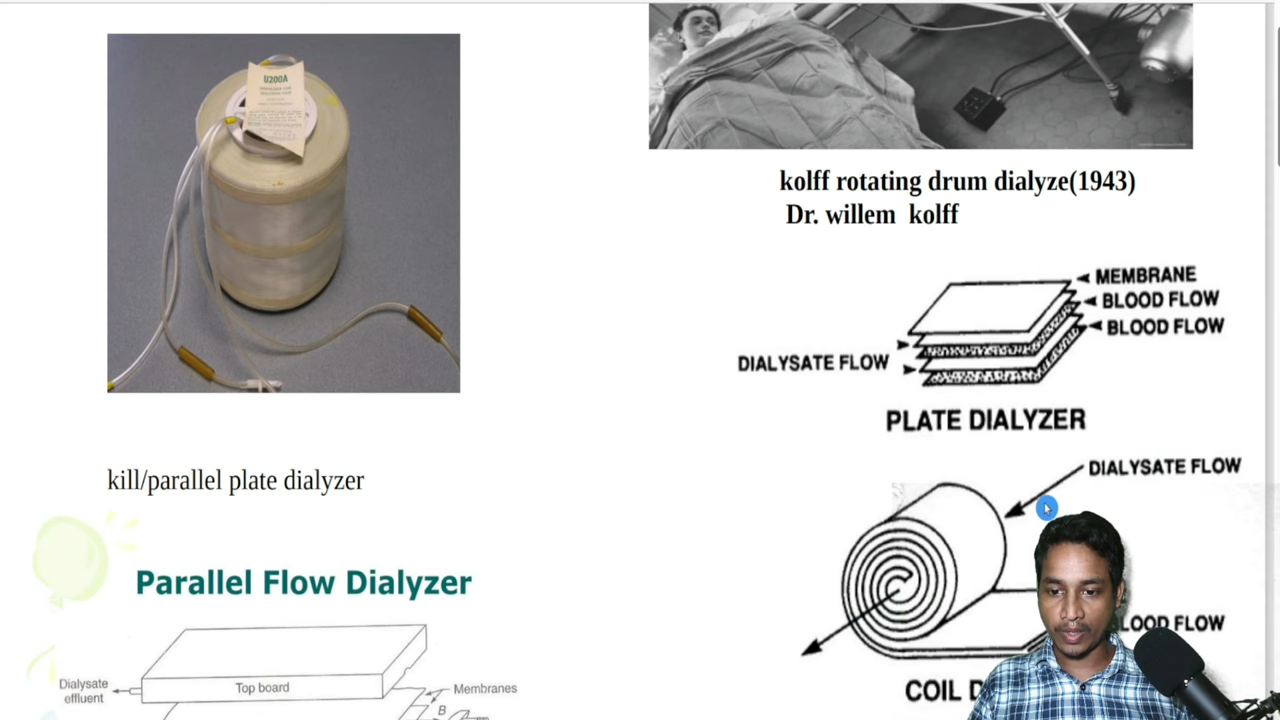 U200A
kolff rotating drum dialyze(1943)
Dr. willem kolff
MEMBRANE
BLOOD FLOW
BLOOD FLOW
DIALYSATE FLOW
PLATE DIALYZER
kill/parallel plate dialyzer
DIALYSATE FLOW
Parallel Flow Dialyzer
BLOOD FLOW
Dialysate
effluent
Top board
Membranes
B
COIL D